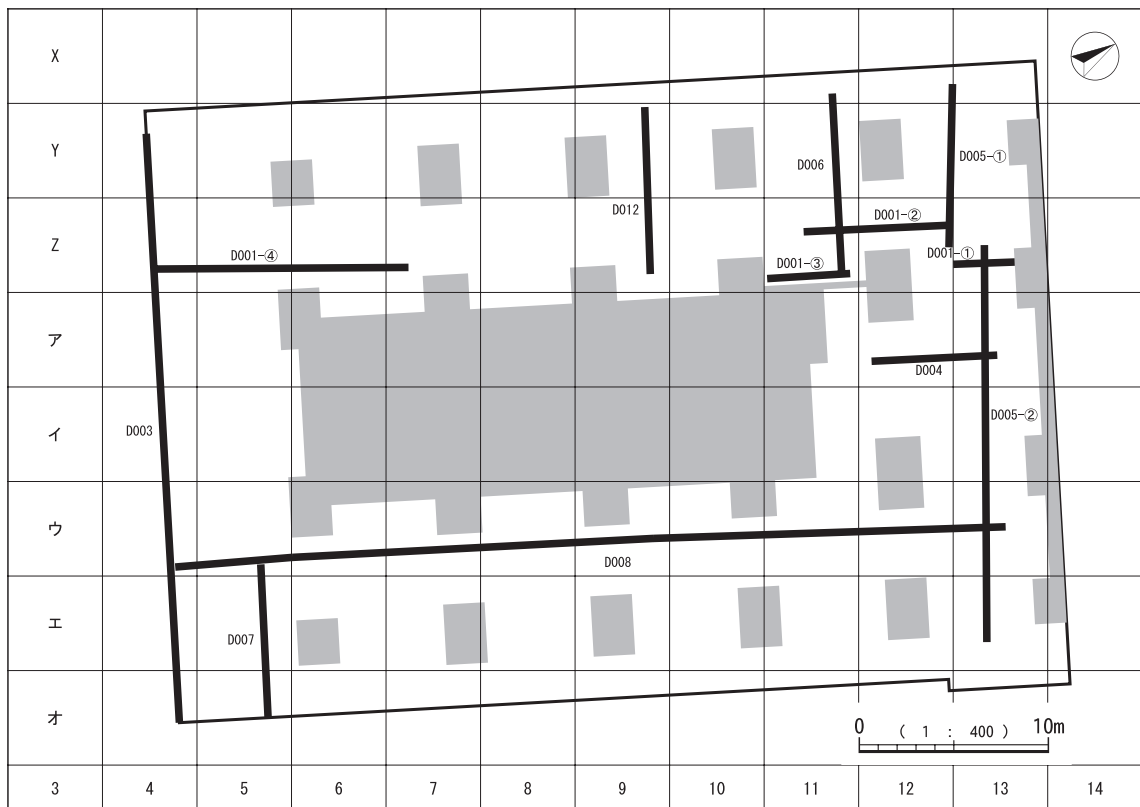 X
Y
D006
D005-①
D012
D001-②
Z
D001-④
D001-①
D001-③
ア
D004
D003
イ
D005-②
ウ
D008
エ
D007
オ
0 ( 1 : 400 ) 10m
3 4 5 6 7 8 9 10 11 12 13 14